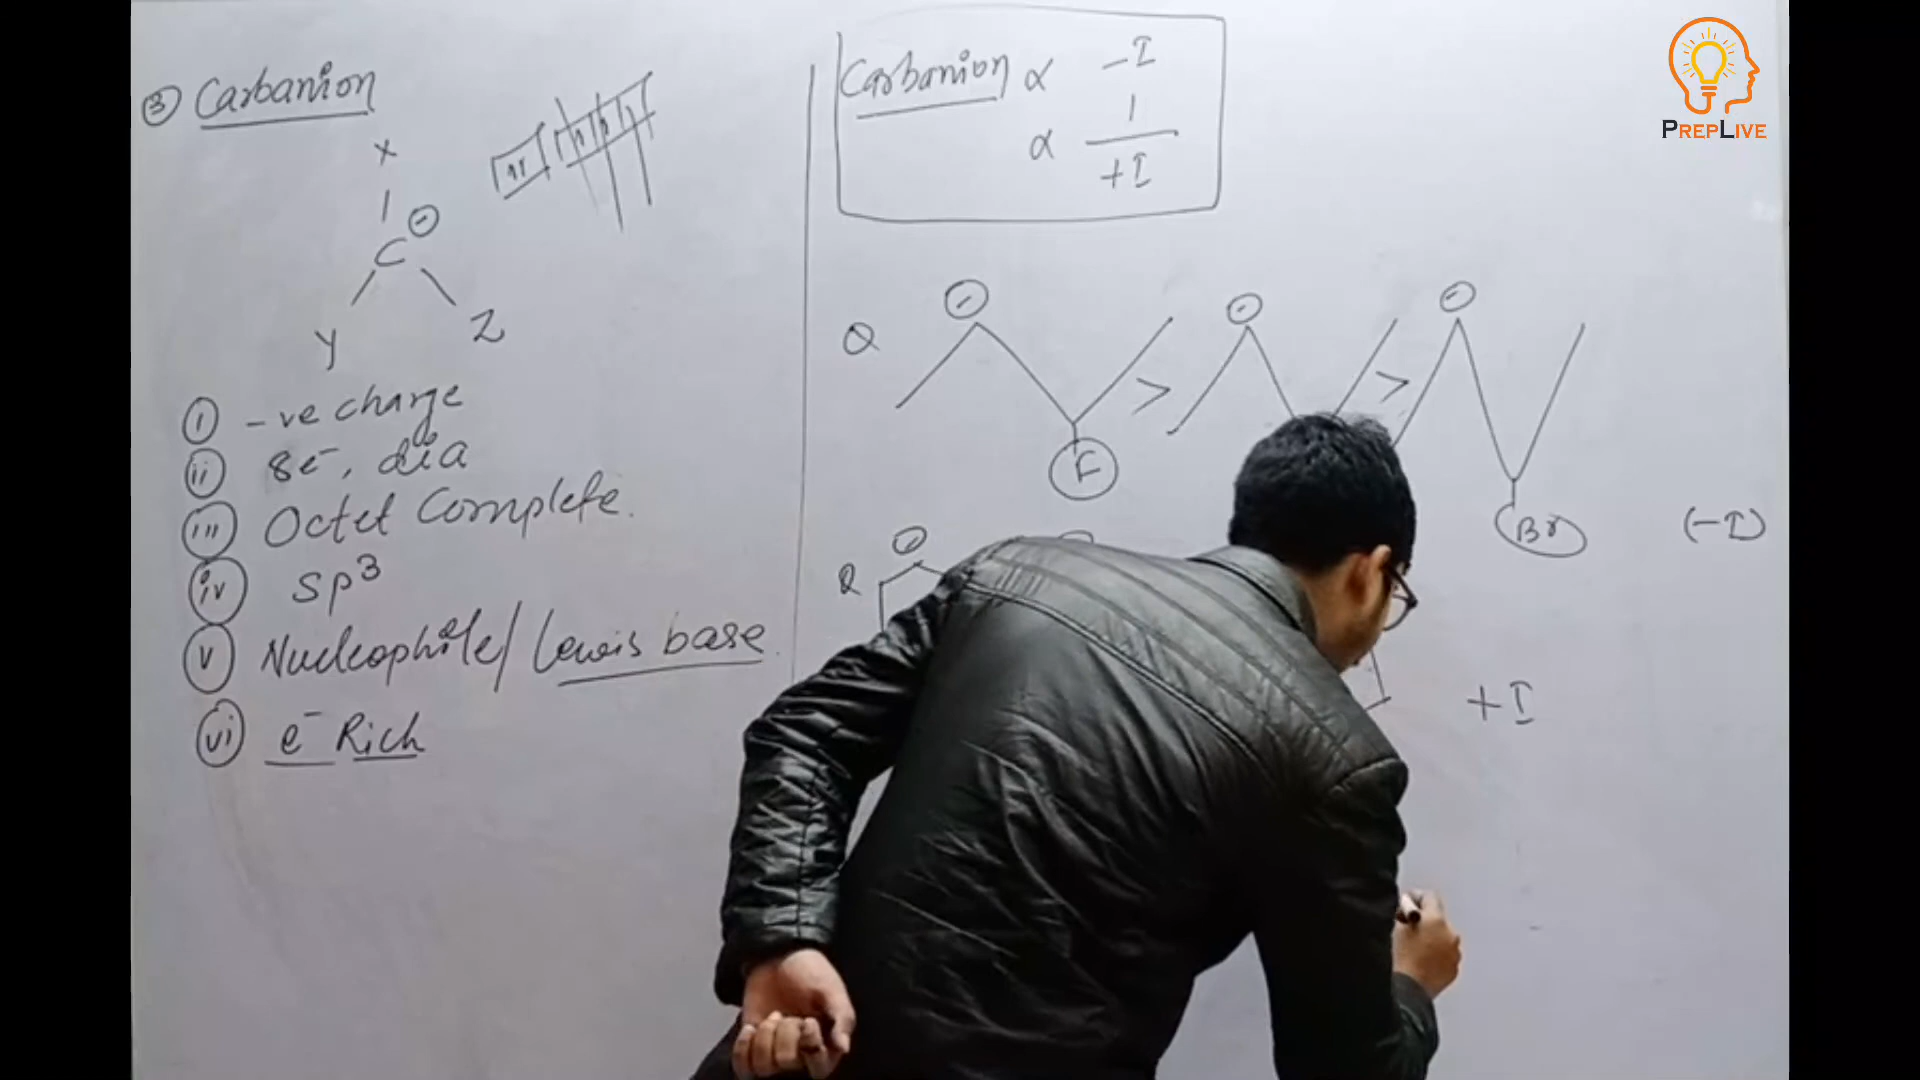 ③ Carbanion
X
C ⊖
Y Z
(i) -ve charge
(ii) 8e⁻, dia
(iii) Octet Complete.
(iv) sp³
(v) Nucleophile/Lewis base
(vi) e⁻ Rich
Carbanion ∝ -I
∝ 1
+I
Q ⊖ > ⊖ > ⊖
F
Br (-I)
Q
+I
PREPLIVE